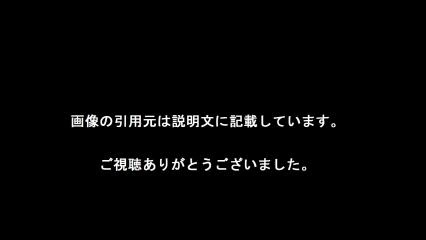 画像の引用元は説明文に記載しています。
ご視聴ありがとうございました。